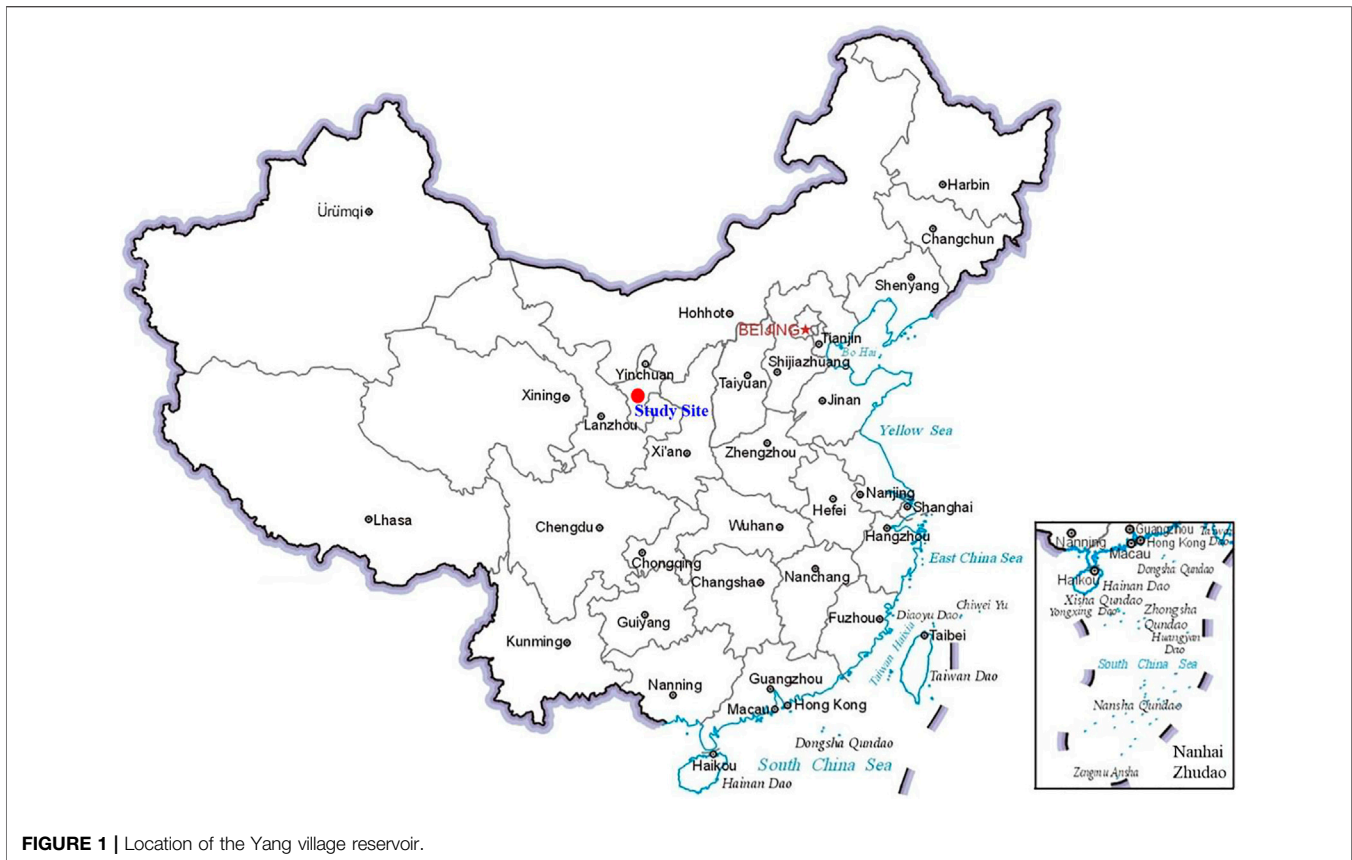 Harbin
Ürümqi
Changchun
Shenyang
Hohhot
BEIJING
Tianjin
Bo Hai
Shijiazhuang
Yinchuan
Taiyuan
Xining
Jinan
Study Site
Lanzhou
Yellow Sea
Xi'an
Zhengzhou
Nanjing
Hefei
Shanghai
Lhasa
Chengdu
Wuhan
Hangzhou
East China Sea
Chongqing
Changsha
Nanchang
Chiwei Yu
Diaoyu Dao
Guiyang
Fuzhou
Taibei
Kunming
Taiwan Haixia
Taiwan Dao
Guangzhou
Nanning
Macau
Hong Kong
Dongsha Qundao
Haikou
South China Sea
Hainan Dao
Guangzhou
Taiwan
Dao
Nanning
Hong Kong
Macau
Dongsha Qundao
Haikou
Hainan Dao
Xisha Qundao
Yongxing Dao
Zhongsha
Qundao
Huangyan
Dao
South China Sea
Nansha Qundao
Nanhai
Zhudao
Zengmu Ansha
FIGURE 1 | Location of the Yang village reservoir.